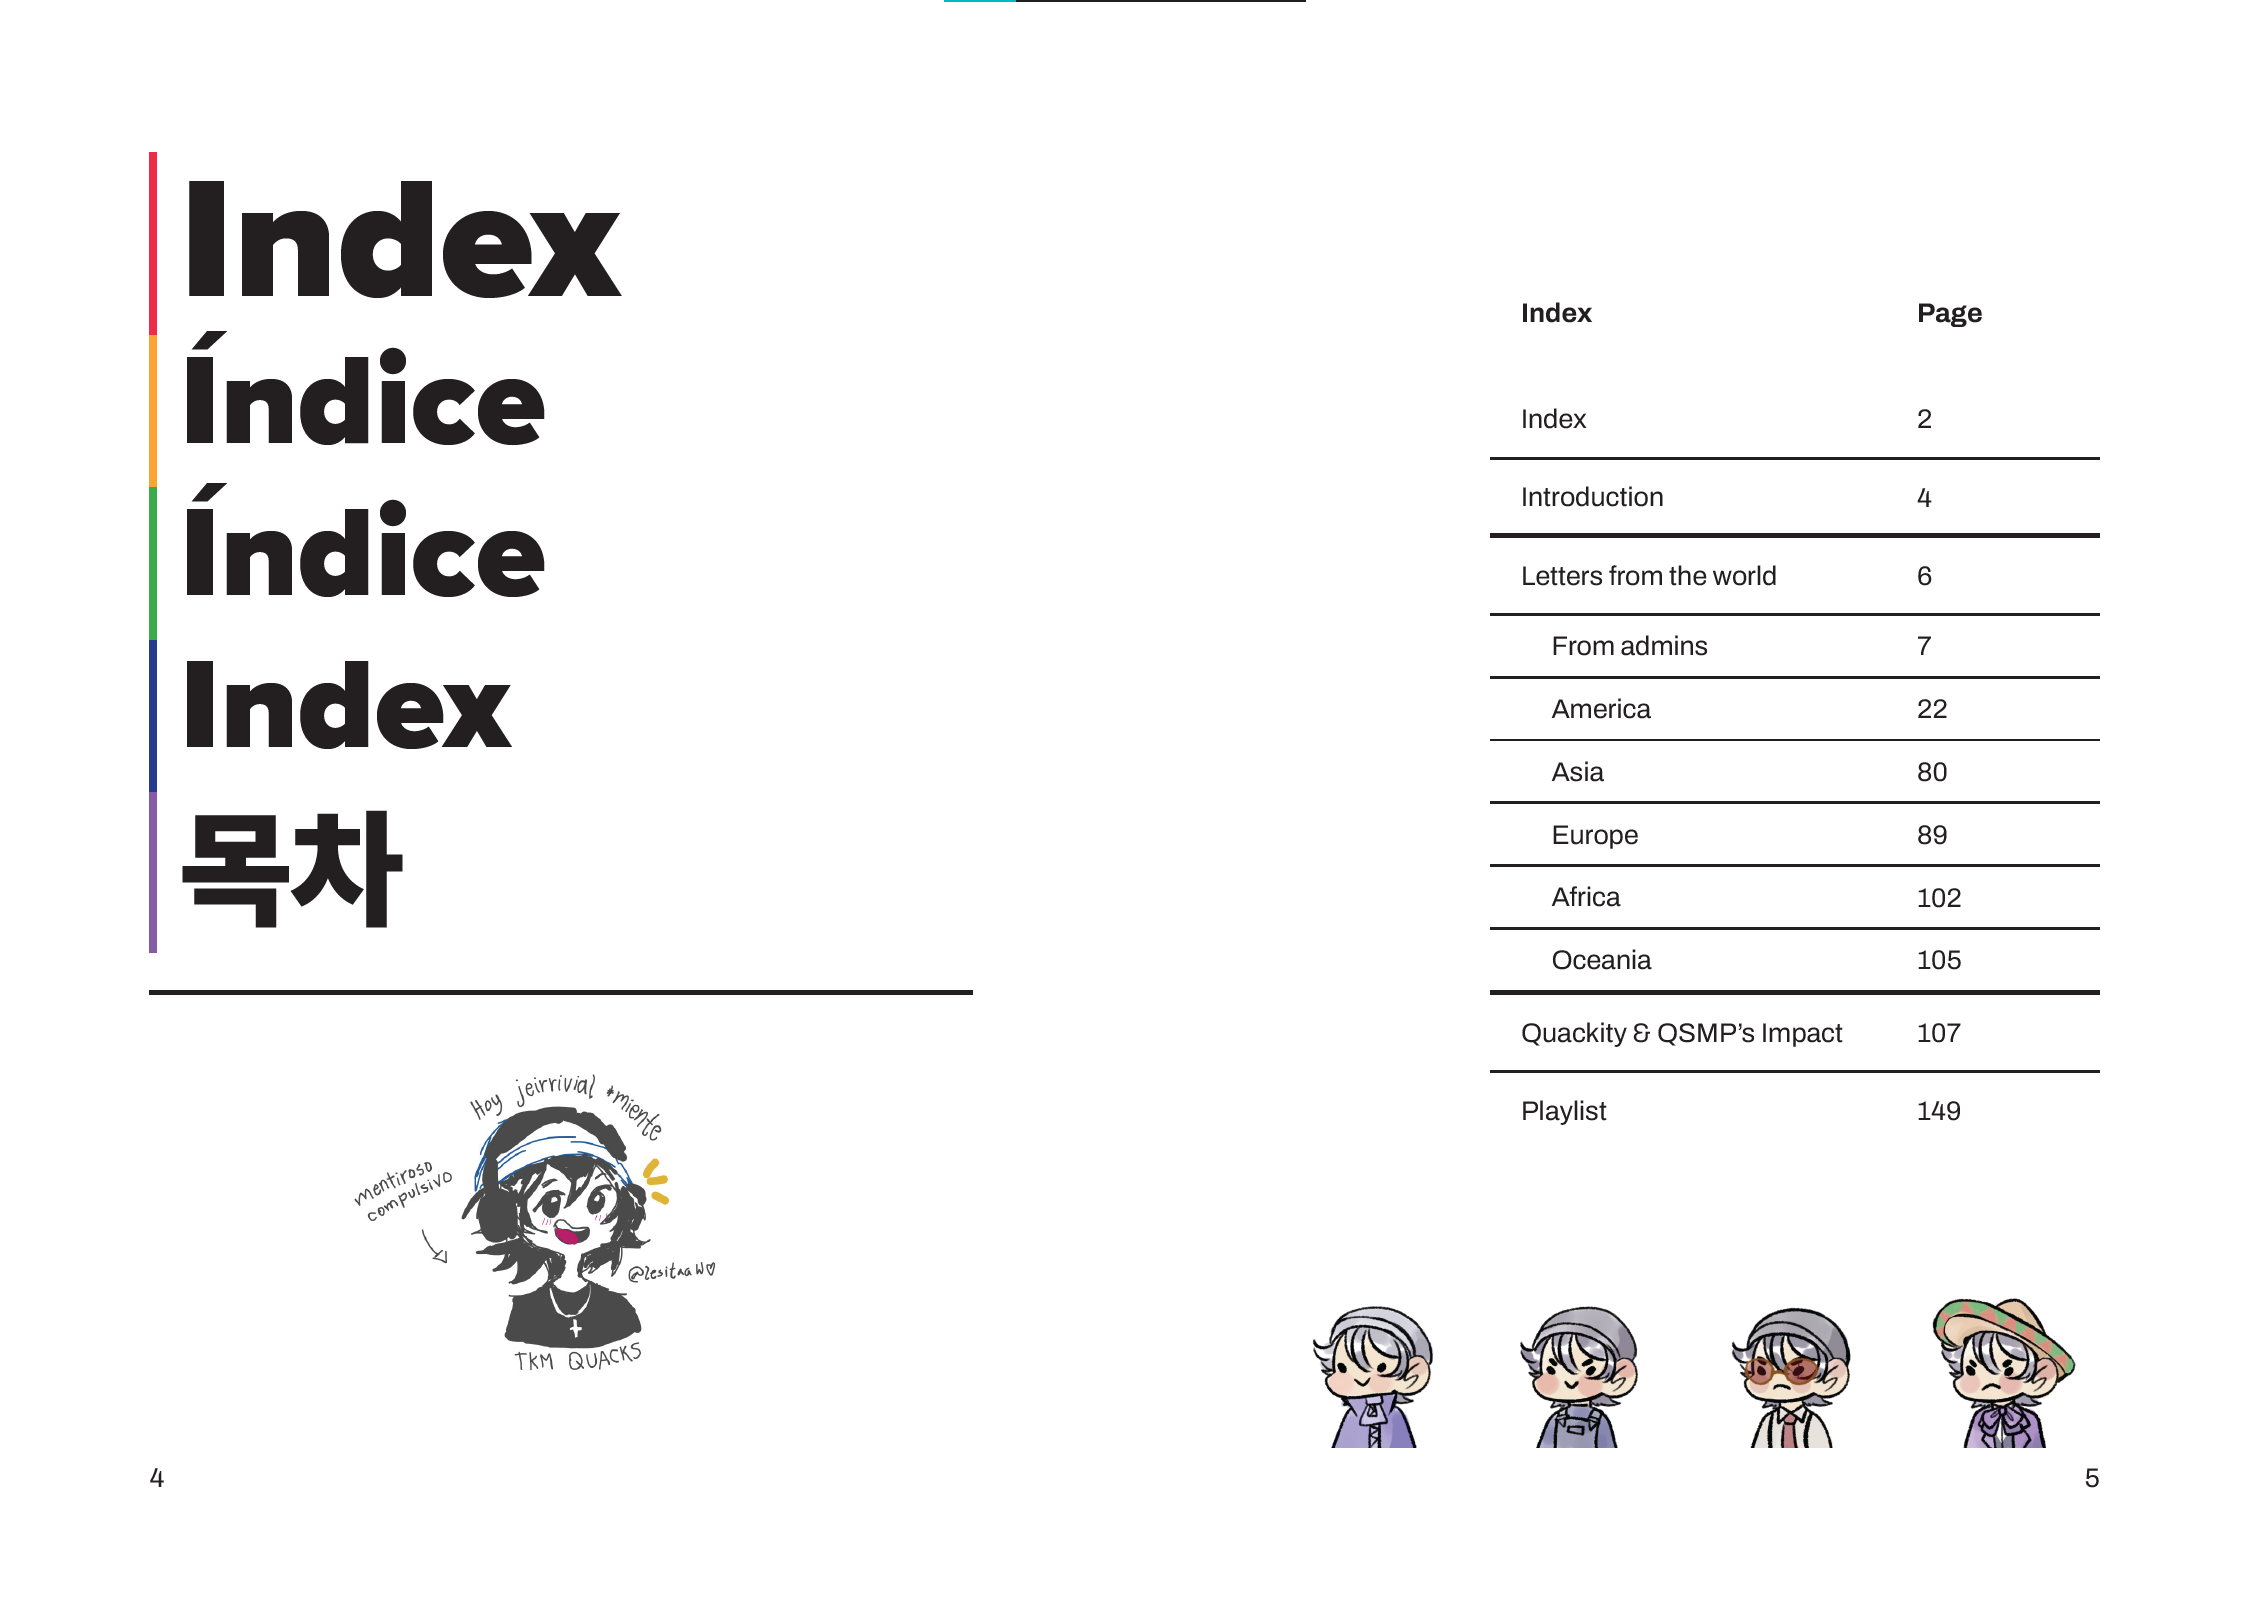 Index
Índice
Índice
Index
목차
Hoy jeirrivial *miente
mentiroso
compulsivo
@lesitaaW
TKM QUACKS
4
Index Page
Index 2
Introduction 4
Letters from the world 6
From admins 7
America 22
Asia 80
Europe 89
Africa 102
Oceania 105
Quackity & QSMP’s Impact 107
Playlist 149
5